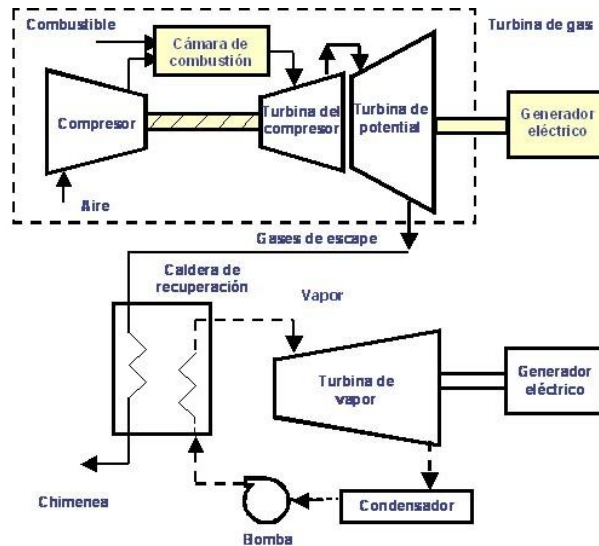 Combustible
Cámara de
combustión
Turbina de gas
Compresor
Turbina del
compresor
Turbina de
potential
Generador
eléctrico
Aire
Gases de escape
Caldera de
recuperación
Vapor
Turbina de
vapor
Generador
eléctrico
Chimenea
Bomba
Condensador